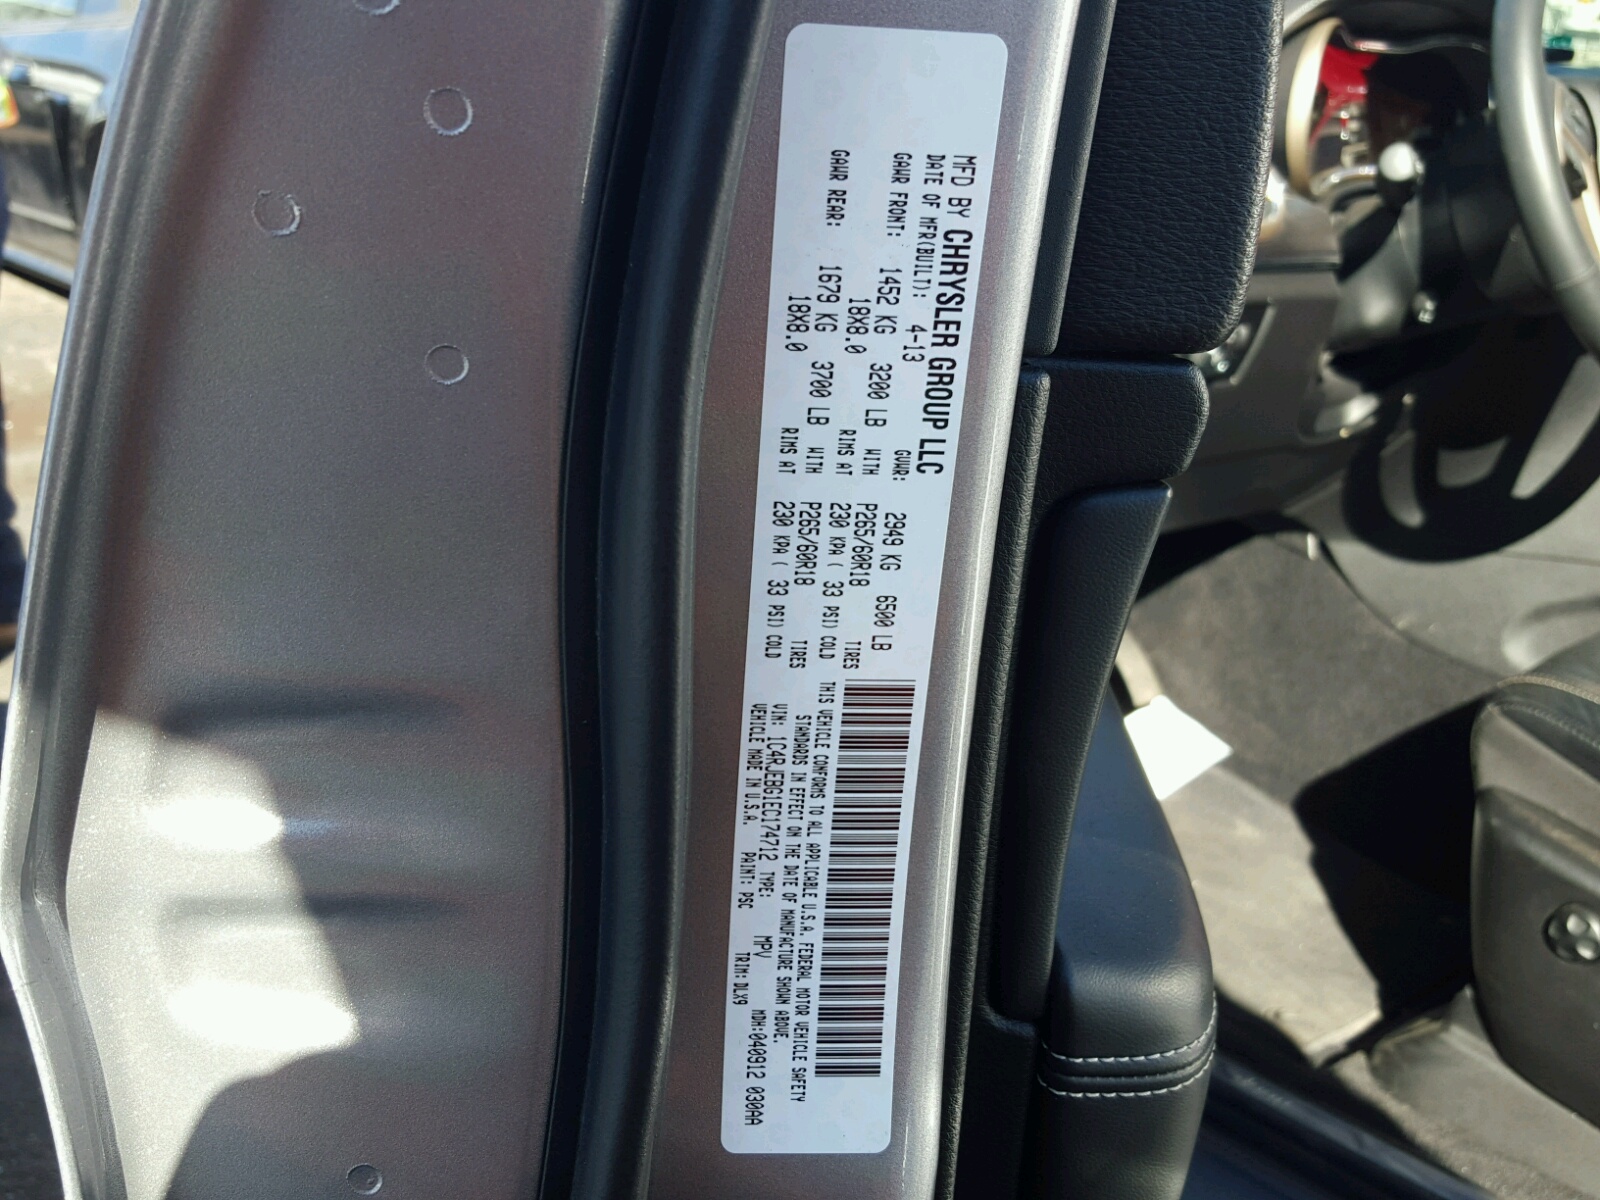 MFD BY CHRYSLER GROUP LLC
DATE OF MFR(BUILT): 4-13 GVWR: 2949 KG 6500 LB
GAWR FRONT: 1452 KG 3200 LB WITH P265/60R18 TIRES
18X8.0 RIMS AT 230 KPA ( 33 PSI) COLD
GAWR REAR: 1679 KG 3700 LB WITH P265/60R18 TIRES
18X8.0 RIMS AT 230 KPA ( 33 PSI) COLD
THIS VEHICLE CONFORMS TO ALL APPLICABLE U.S.A. FEDERAL MOTOR VEHICLE SAFETY
STANDARDS IN EFFECT ON THE DATE OF MANUFACTURE SHOWN ABOVE.
VIN: 1C4RJEBG1EC174712 TYPE: MPV MDH:040912 030AA
VEHICLE MADE IN U.S.A. PAINT: PSC TRIM: DLX9